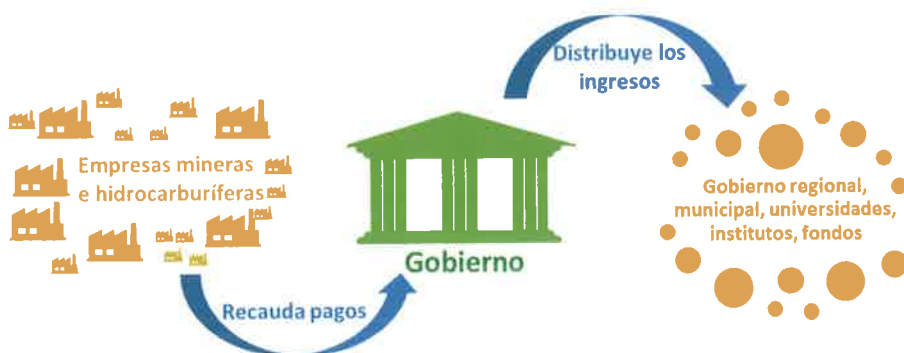 Distribuye los
ingresos
Empresas mineras
e hidrocarburíferas
Gobierno regional,
municipal, universidades,
institutos, fondos
Gobierno
Recauda pagos